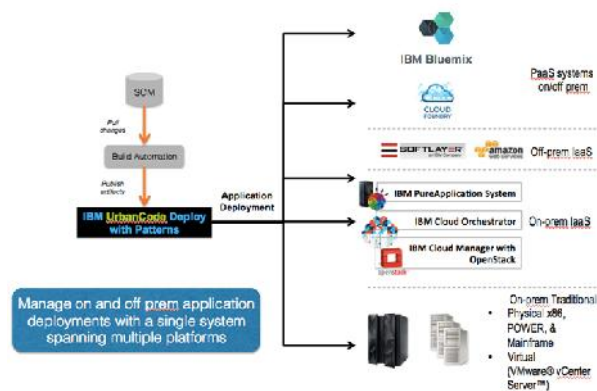 SCM
Pull
changes
Build Automation
Publish
artifacts
IBM UrbanCode Deploy
with Patterns
Application
Deployment
Manage on and off prem application
deployments with a single system
spanning multiple platforms
IBM Bluemix
CLOUD
FOUNDRY
PaaS systems
on/off prem
SOFTLAYER
amazon
web services
Off-prem IaaS
IBM PureApplication System
IBM Cloud Orchestrator
On-prem IaaS
IBM Cloud Manager with
OpenStack
openstack
On-prem Traditional
• Physical x86,
POWER, &
Mainframe
• Virtual
(VMware® vCenter
Server™)